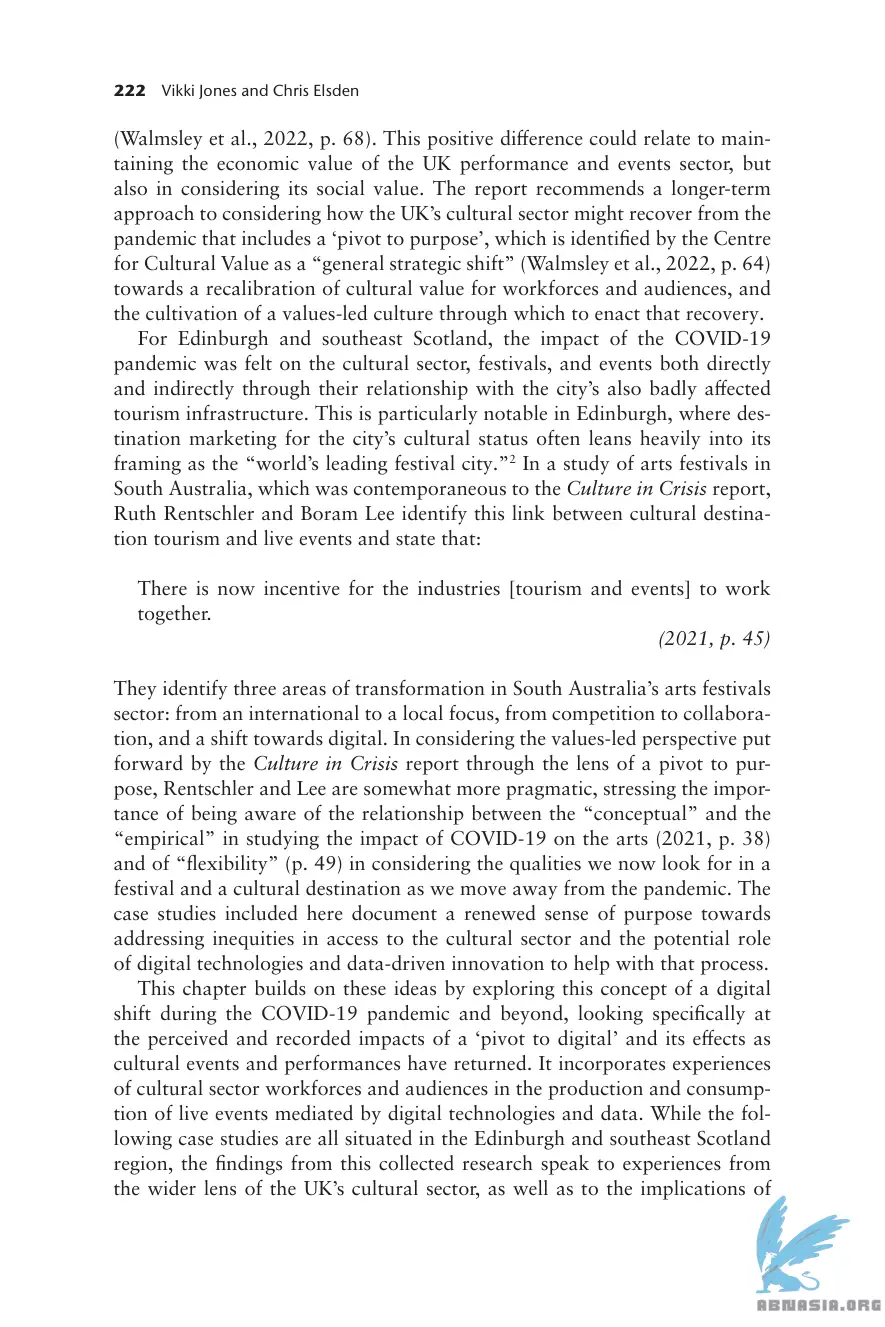 222 Vikki Jones and Chris Elsden
(Walmsley et al., 2022, p. 68). This positive difference could relate to main-
taining the economic value of the UK performance and events sector, but
also in considering its social value. The report recommends a longer-term
approach to considering how the UK’s cultural sector might recover from the
pandemic that includes a ‘pivot to purpose’, which is identified by the Centre
for Cultural Value as a “general strategic shift” (Walmsley et al., 2022, p. 64)
towards a recalibration of cultural value for workforces and audiences, and
the cultivation of a values-led culture through which to enact that recovery.
For Edinburgh and southeast Scotland, the impact of the COVID-19
pandemic was felt on the cultural sector, festivals, and events both directly
and indirectly through their relationship with the city’s also badly affected
tourism infrastructure. This is particularly notable in Edinburgh, where des-
tination marketing for the city’s cultural status often leans heavily into its
framing as the “world’s leading festival city.”2 In a study of arts festivals in
South Australia, which was contemporaneous to the Culture in Crisis report,
Ruth Rentschler and Boram Lee identify this link between cultural destina-
tion tourism and live events and state that:
There is now incentive for the industries [tourism and events] to work
together.
(2021, p. 45)
They identify three areas of transformation in South Australia’s arts festivals
sector: from an international to a local focus, from competition to collabora-
tion, and a shift towards digital. In considering the values-led perspective put
forward by the Culture in Crisis report through the lens of a pivot to pur-
pose, Rentschler and Lee are somewhat more pragmatic, stressing the impor-
tance of being aware of the relationship between the “conceptual” and the
“empirical” in studying the impact of COVID-19 on the arts (2021, p. 38)
and of “flexibility” (p. 49) in considering the qualities we now look for in a
festival and a cultural destination as we move away from the pandemic. The
case studies included here document a renewed sense of purpose towards
addressing inequities in access to the cultural sector and the potential role
of digital technologies and data-driven innovation to help with that process.
This chapter builds on these ideas by exploring this concept of a digital
shift during the COVID-19 pandemic and beyond, looking specifically at
the perceived and recorded impacts of a ‘pivot to digital’ and its effects as
cultural events and performances have returned. It incorporates experiences
of cultural sector workforces and audiences in the production and consump-
tion of live events mediated by digital technologies and data. While the fol-
lowing case studies are all situated in the Edinburgh and southeast Scotland
region, the findings from this collected research speak to experiences from
the wider lens of the UK’s cultural sector, as well as to the implications of
ABNASIA.ORG